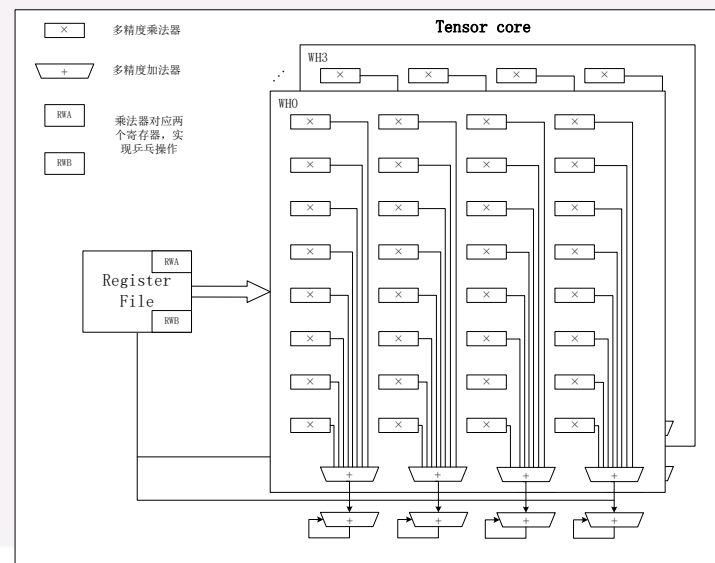 Tensor core
× 多精度乘法器
+ 多精度加法器
RWA
RWB
乘法器对应两
个寄存器，实
现乒乓操作
WH3
× × × ×
WH0
× × × ×
× × × ×
× × × ×
× × × ×
× × × ×
× × × ×
× × × ×
× × × ×
+ + + +
+ + + +
RWA
Register
File
RWB